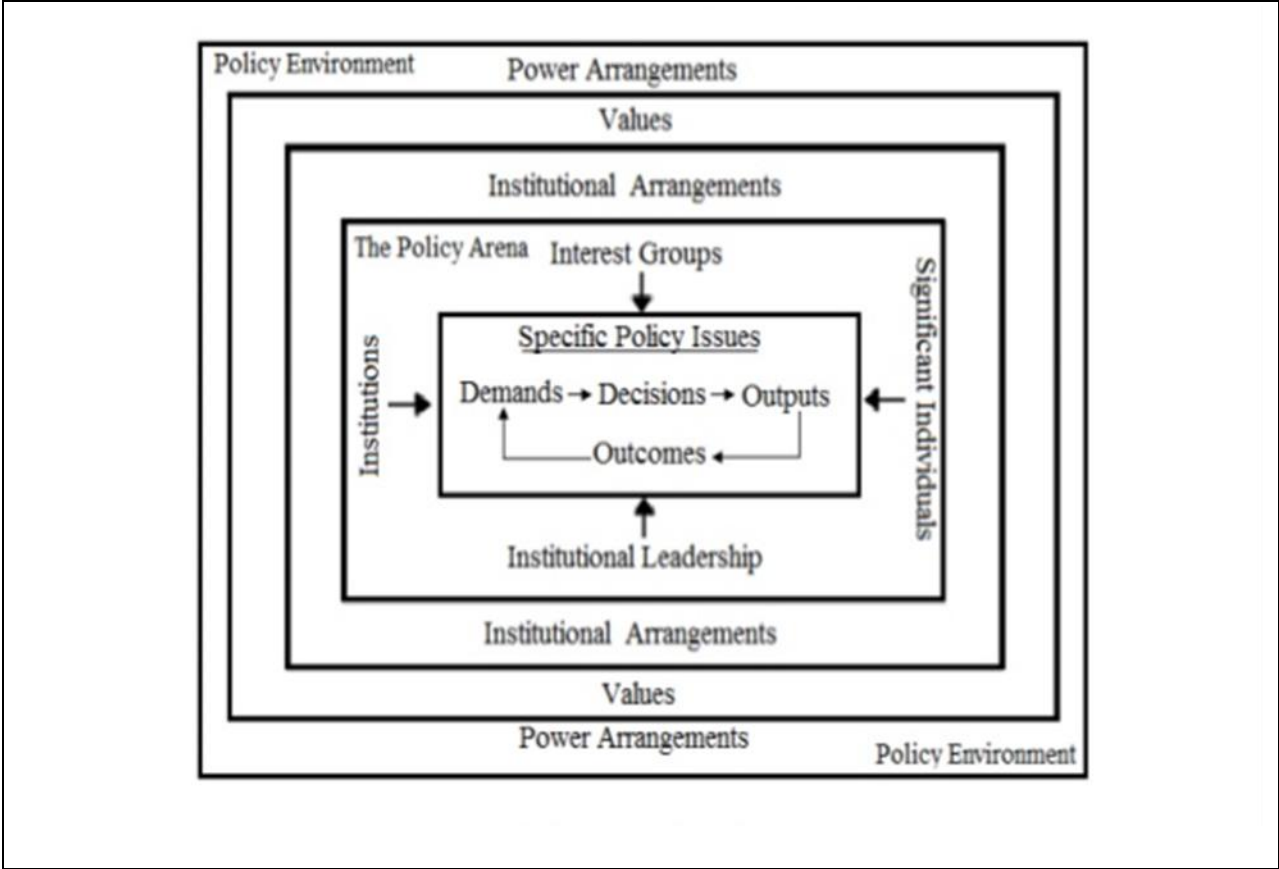 Policy Environment
Power Arrangements
Values
Institutional Arrangements
The Policy Arena
Interest Groups
Institutions
Significant Individuals
Specific Policy Issues
Demands
Decisions
Outputs
Outcomes
Institutional Leadership
Institutional Arrangements
Values
Power Arrangements
Policy Environment